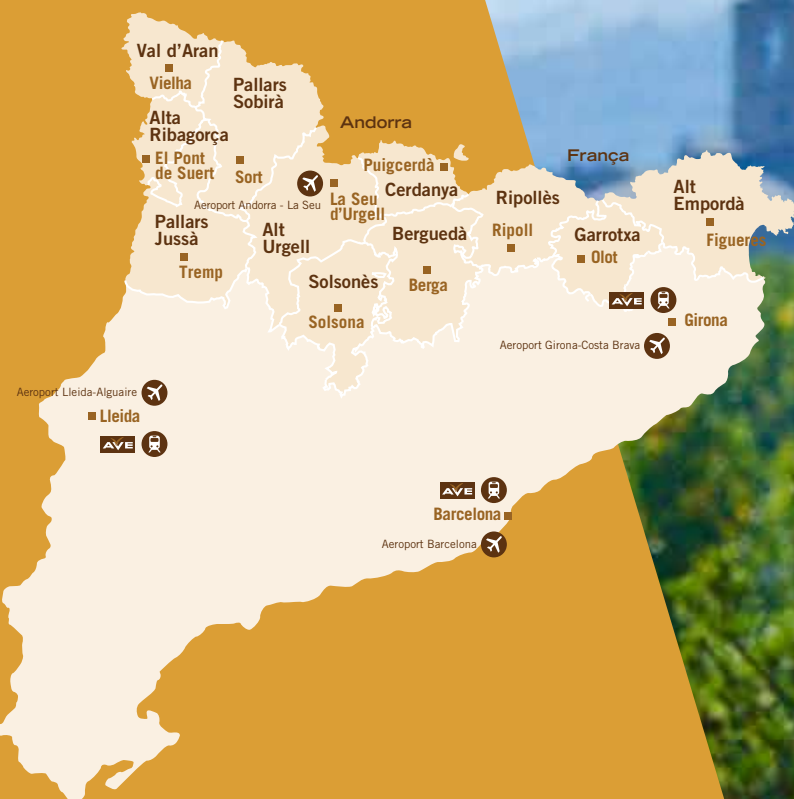 Val d'Aran
Vielha
Pallars
Sobirà
Alta
Ribagorça
Andorra
El Pont
de Suert
Sort
Puigcerdà
Cerdanya
França
Aeroport Andorra - La Seu
La Seu
d'Urgell
Ripollès
Alt
Empordà
Pallars
Jussà
Tremp
Alt
Urgell
Berguedà
Berga
Ripoll
Garrotxa
Olot
Figueres
Solsonès
Solsona
AVE
Girona
Aeroport Girona-Costa Brava
Aeroport Lleida-Alguaire
Lleida
AVE
AVE
Barcelona
Aeroport Barcelona